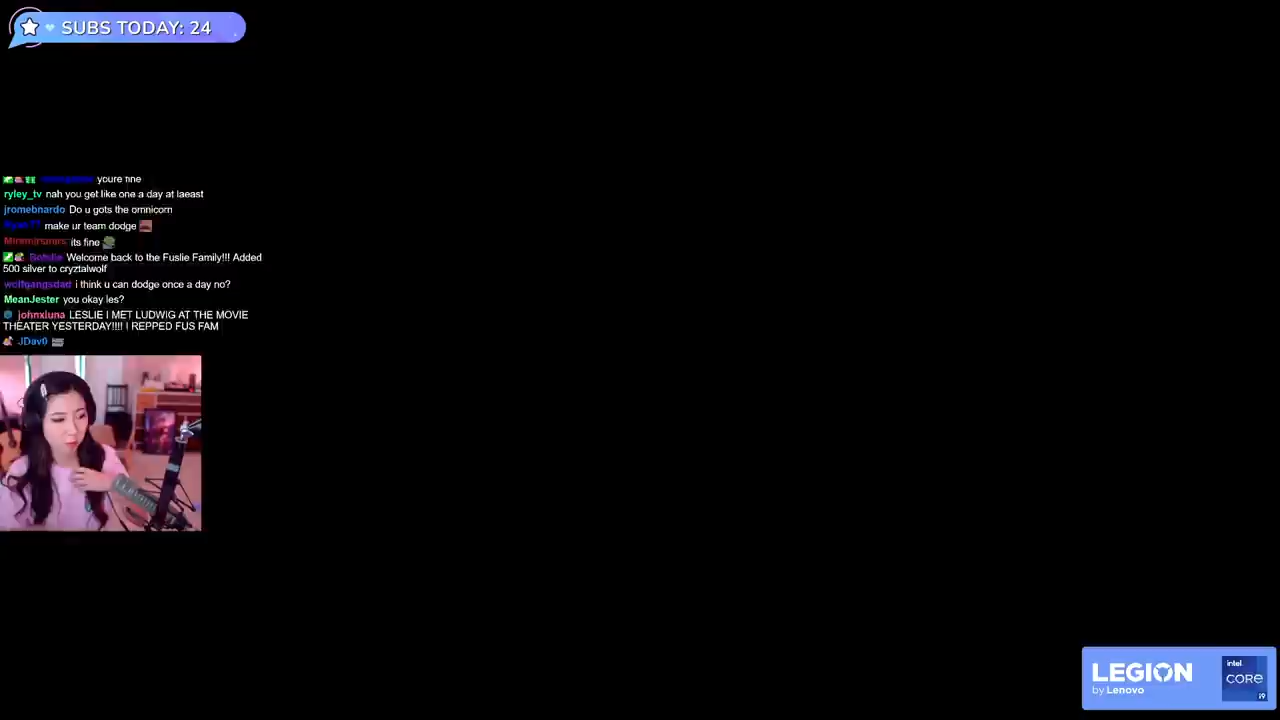 SUBS TODAY: 24
youre fine
ryley_tv nah you get like one a day at laeast
jromebnardo Do u gots the omnicorn
make ur team dodge
its fine
Welcome back to the Fuslie Family!!! Added
500 silver to cryztalwolf
wolfgangsdad i think u can dodge once a day no?
MeanJester you okay les?
johnxluna LESLIE I MET LUDWIG AT THE MOVIE
THEATER YESTERDAY!!!! I REPPED FUS FAM
JDav0
LEGION
by Lenovo
intel
CORE
i9